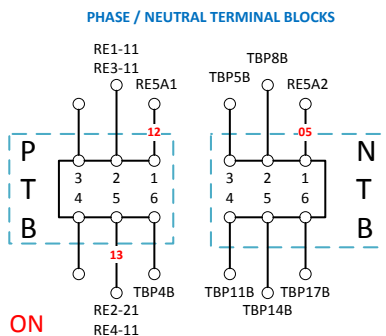 PHASE / NEUTRAL TERMINAL BLOCKS
RE1-11
RE3-11
RE5A1
TBP5B
TBP8B
RE5A2
12
05
P
T
B
3 2 1
4 5 6
3 2 1
4 5 6
N
T
B
13
TBP4B
TBP11B
TBP17B
RE2-21
RE4-11
TBP14B
ON